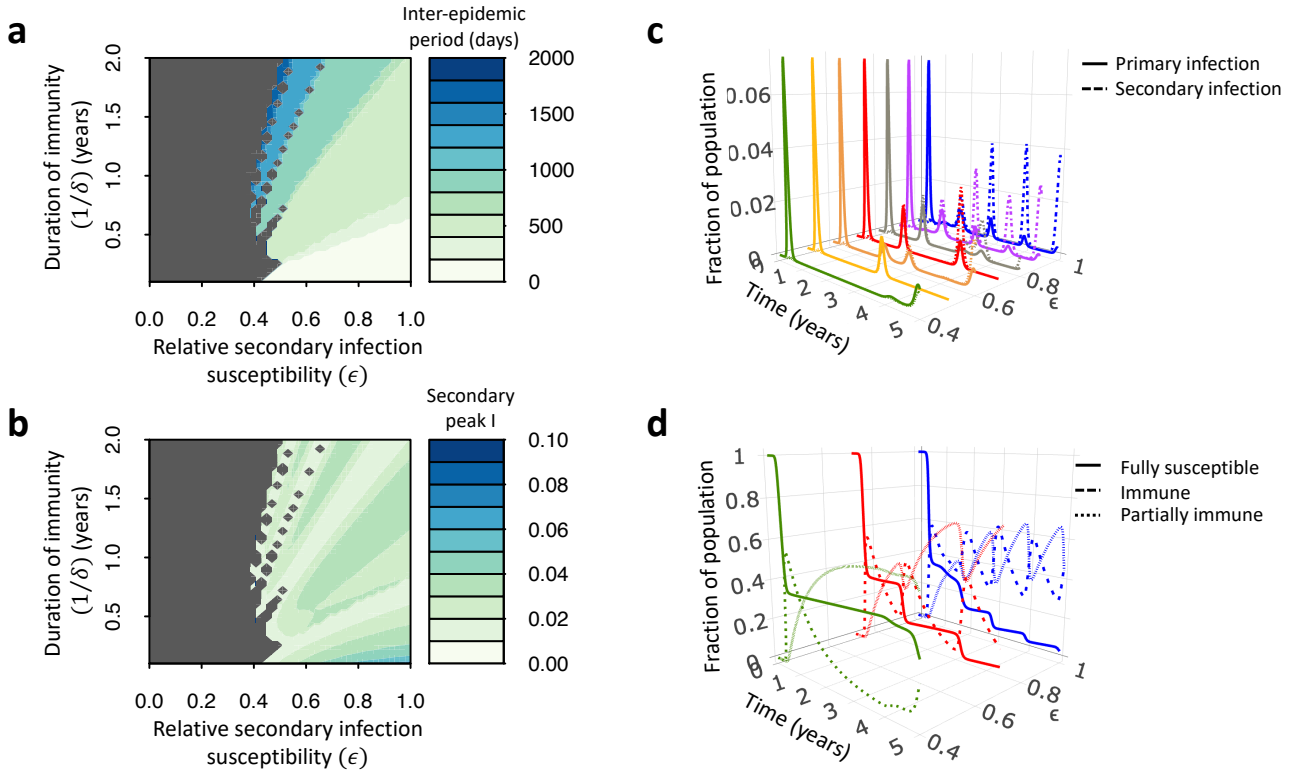 a
Inter-epidemic
period (days)
Duration of immunity
(1/δ) (years)
2.0
1.5
1.0
0.5
0.0 0.2 0.4 0.6 0.8 1.0
Relative secondary infection
susceptibility (ϵ)
2000
1500
1000
500
0
b
Secondary
peak I
Duration of immunity
(1/δ)) (years)
2.0
1.5
1.0
0.5
0.0 0.2 0.4 0.6 0.8 1.0
Relative secondary infection
susceptibility (ϵ)
0.10
0.08
0.06
0.04
0.02
0.00
c
Primary infection
Secondary infection
Fraction of population
0.06
0.04
0.02
0
0 1 2 3 4 5
Time (years)
0.4 0.6 0.8 1
ϵ
d
Fully susceptible
Immune
Partially immune
Fraction of population
1
0.8
0.6
0.4
0.2
0
0 1 2 3 4 5
Time (years)
0.4 0.6 0.8 1
ϵ